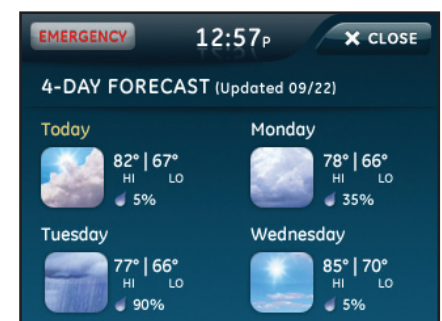 EMERGENCY 12:57P X CLOSE
4-DAY FORECAST (Updated 09/22)
Today Monday
82° | 67° 78° | 66°
HI LO HI LO
5% 35%
Tuesday Wednesday
77° | 66° 85° | 70°
HI LO HI LO
90% 5%